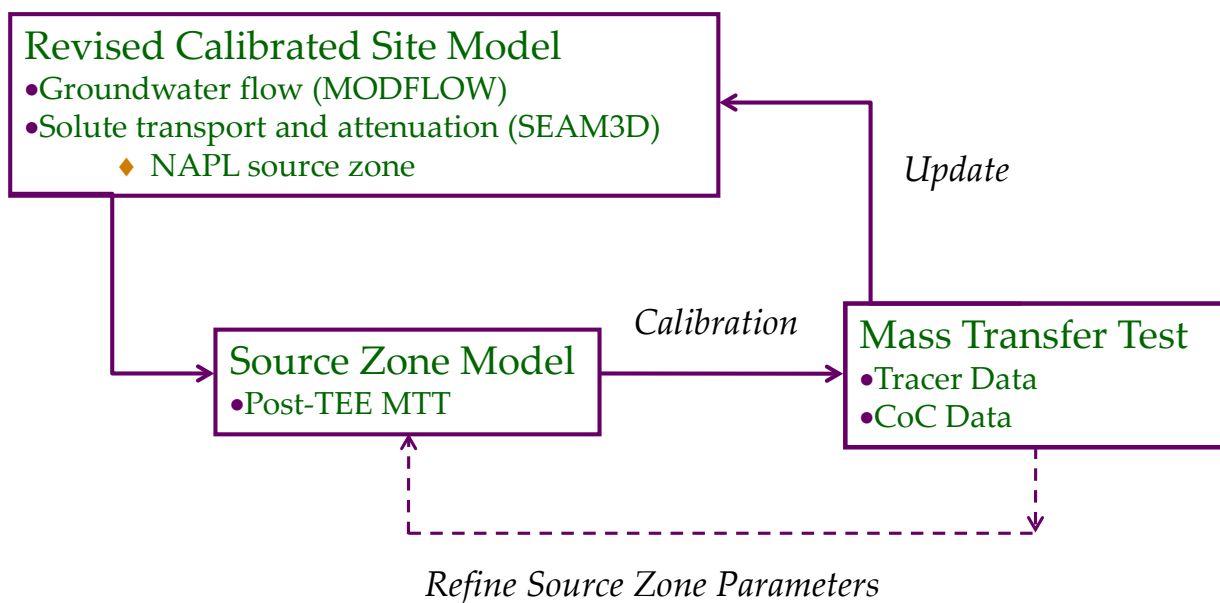 Revised Calibrated Site Model
•Groundwater flow (MODFLOW)
•Solute transport and attenuation (SEAM3D)
♦ NAPL source zone
Update
Calibration
Source Zone Model
•Post-TEE MTT
Mass Transfer Test
•Tracer Data
•CoC Data
Refine Source Zone Parameters